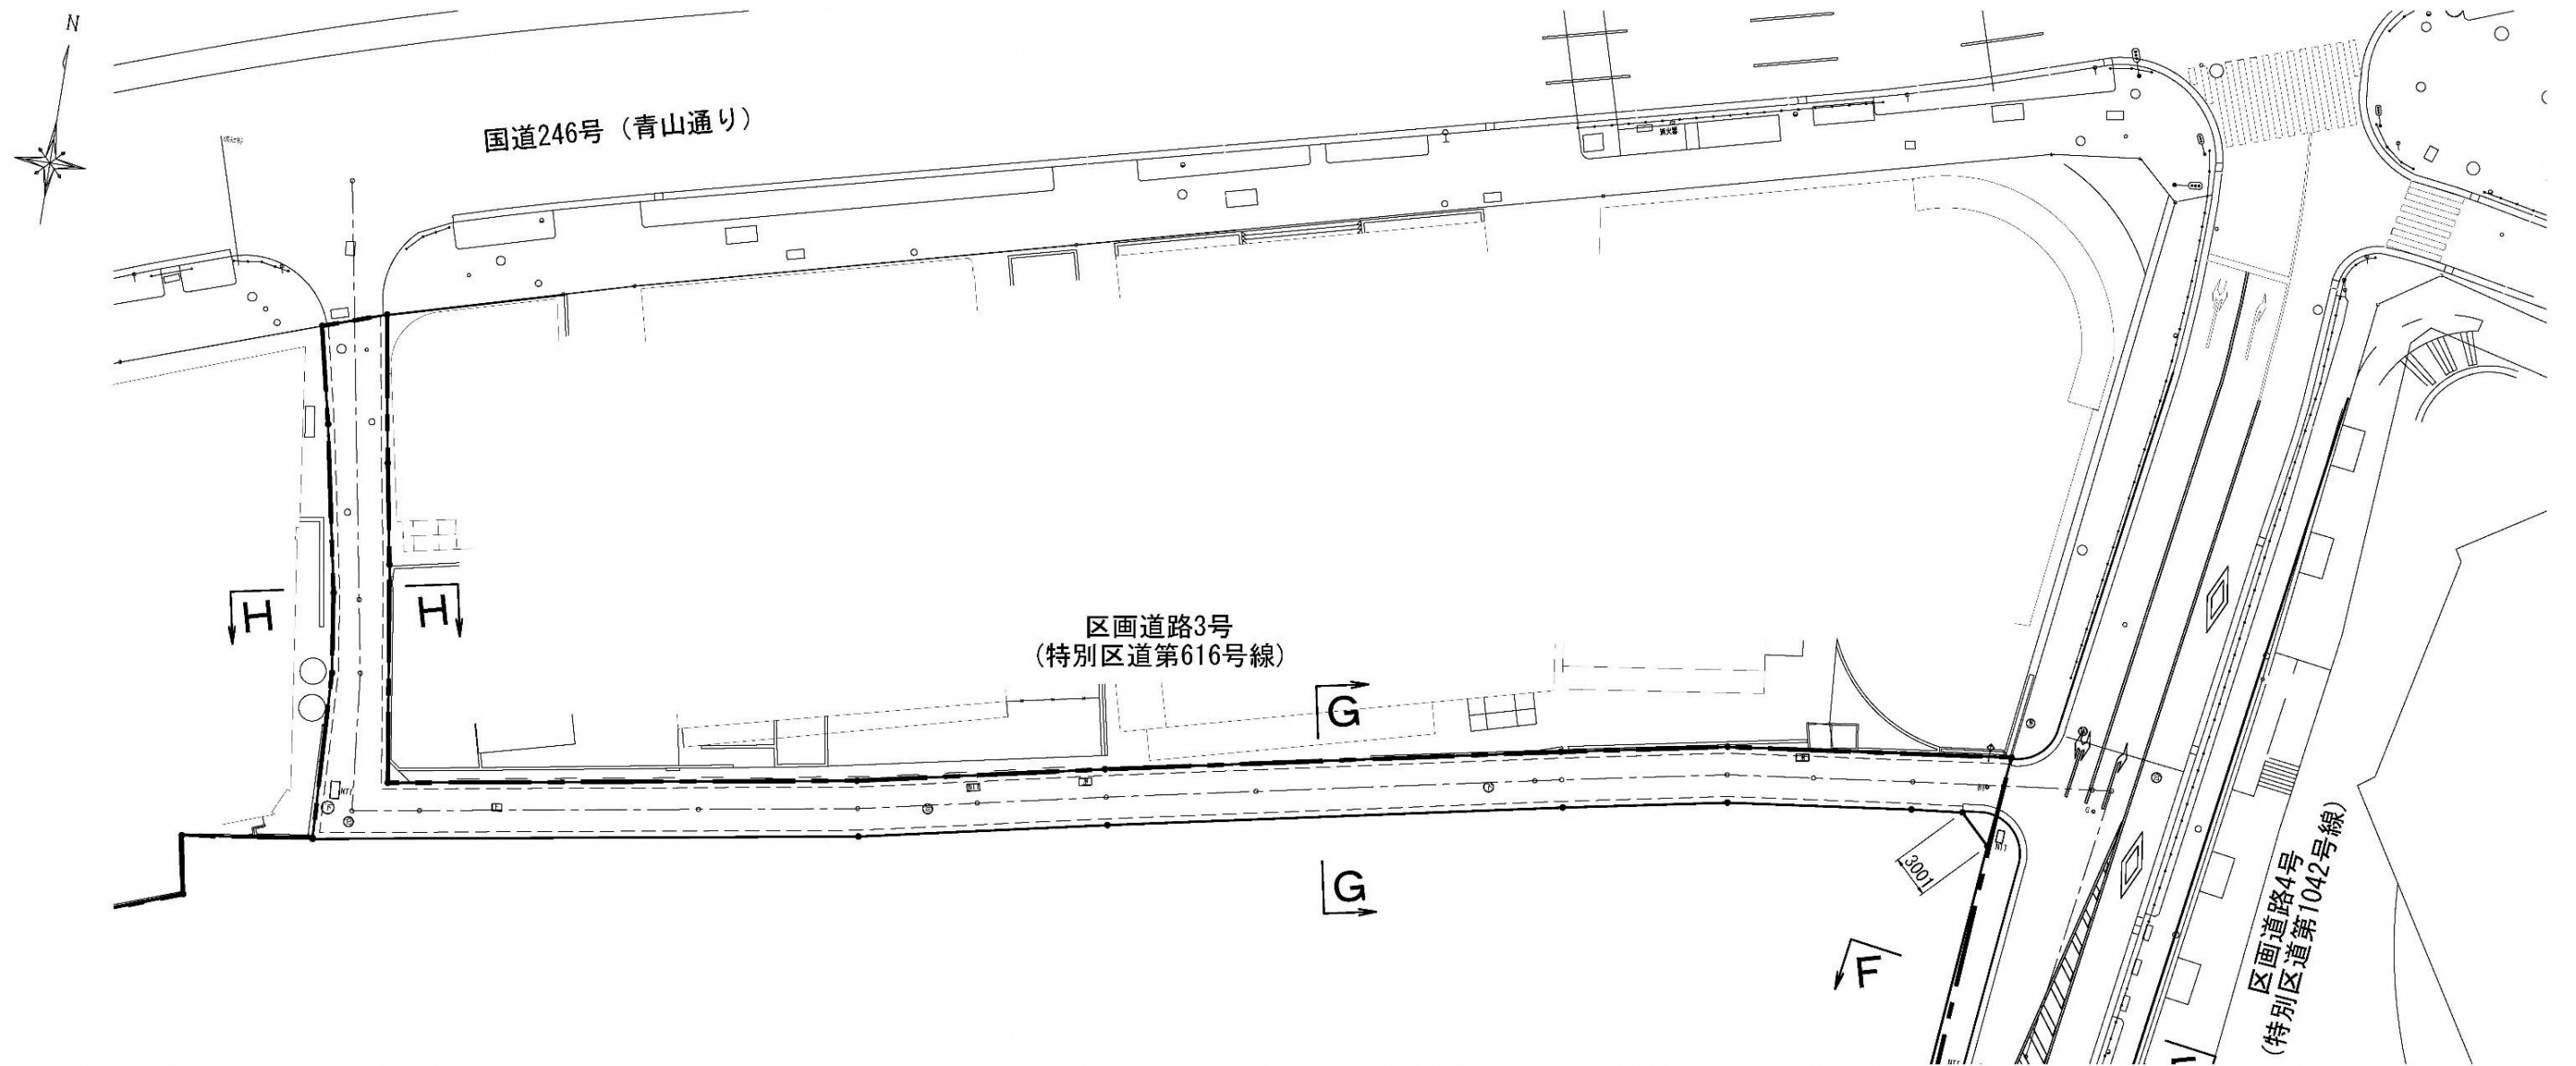 N
国道246号（青山通り）
H
H
区画道路3号
(特別区道第616号線)
G
G
3001
F
区画道路4号
(特別区道第1042号線)